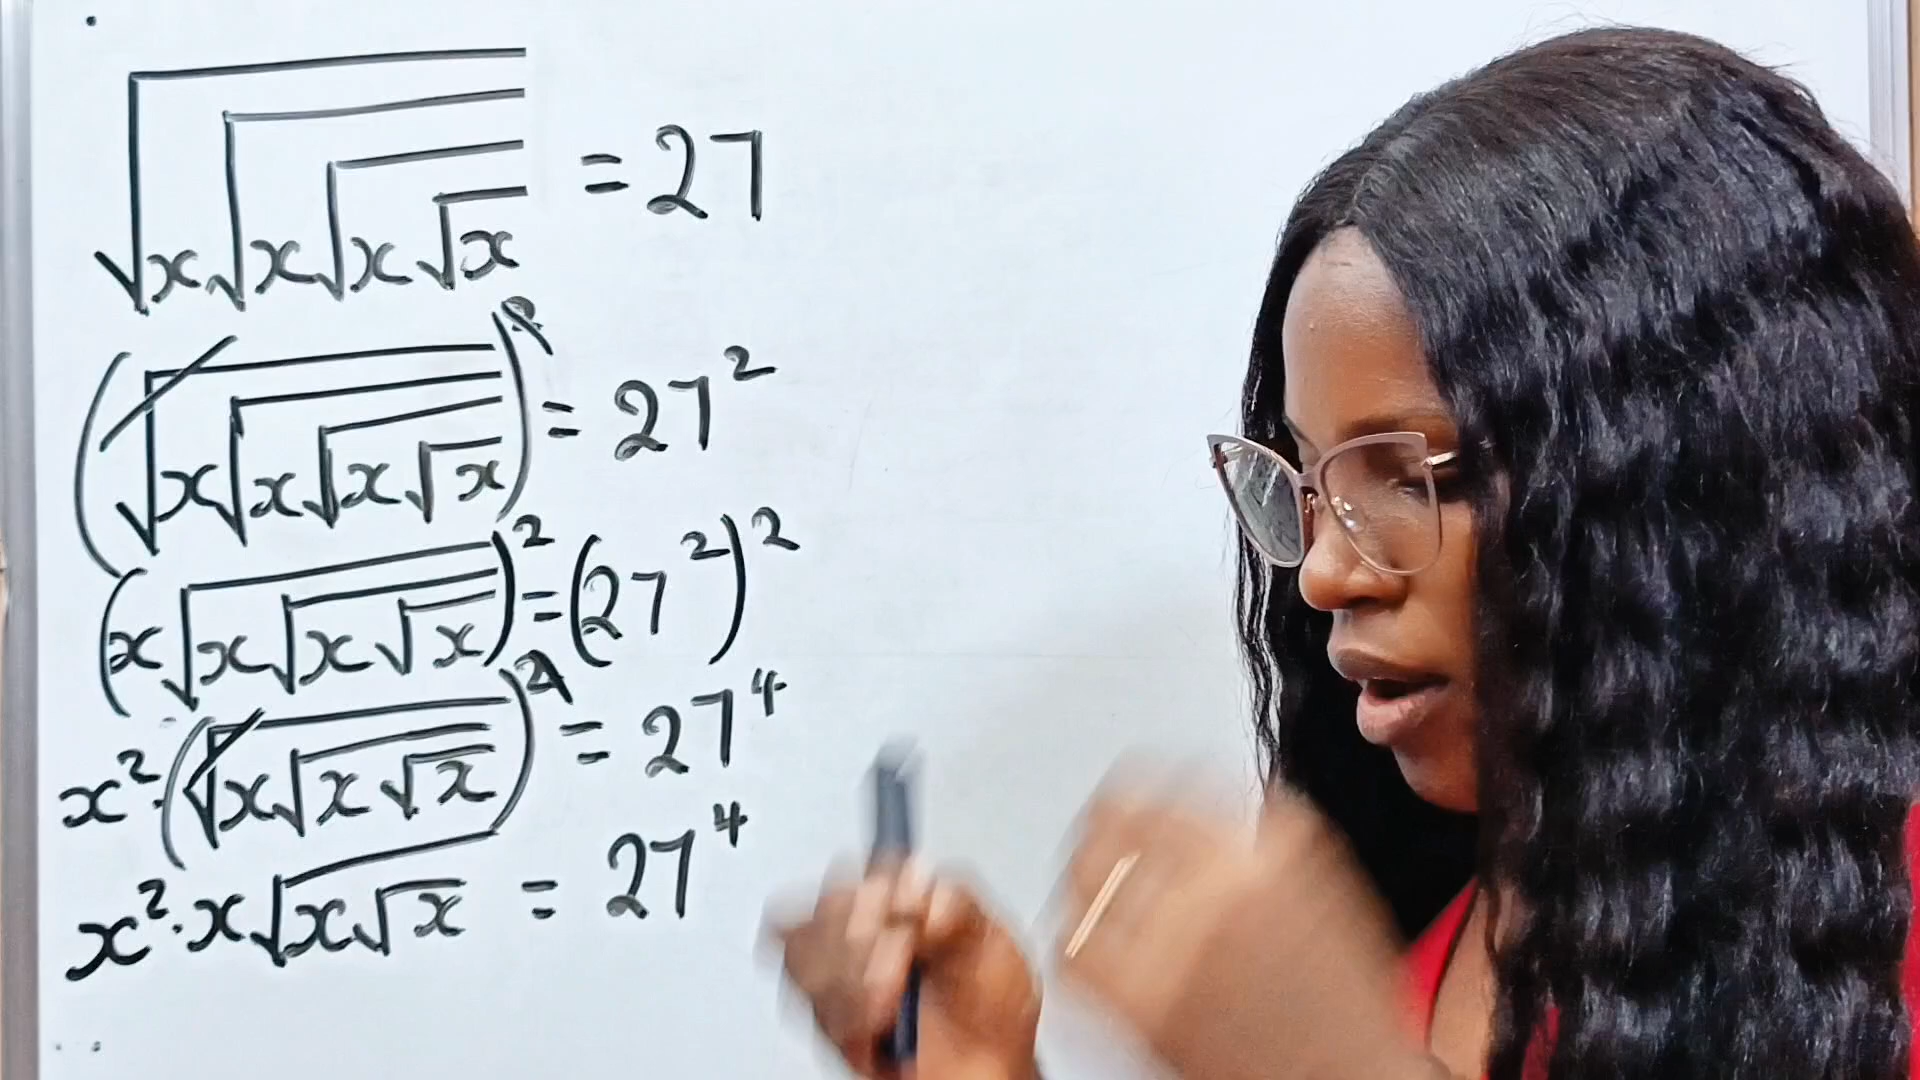 √(x√(x√(x√x))) = 27
(√(x√(x√(x√x))))² = 27²
(x√(x√(x√x)))² = (27²)²
x²·(√(x√(x√x)))² = 27⁴
x²·x√(x√x) = 27⁴